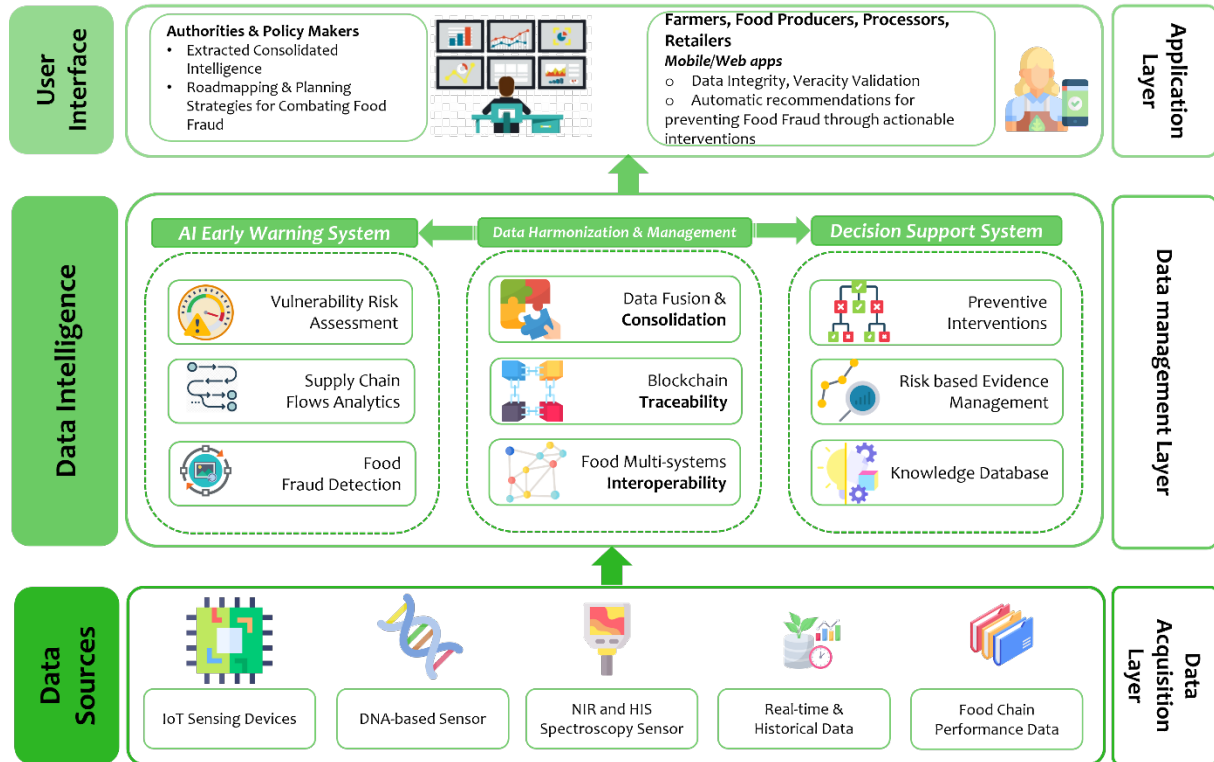 User
Interface
Authorities & Policy Makers
• Extracted Consolidated
Intelligence
• Roadmapping & Planning
Strategies for Combating Food
Fraud
Farmers, Food Producers, Processors,
Retailers
Mobile/Web apps
o Data Integrity, Veracity Validation
o Automatic recommendations for
preventing Food Fraud through actionable
interventions
Application
Layer
Data Intelligence
AI Early Warning System
Data Harmonization & Management
Decision Support System
Vulnerability Risk
Assessment
Supply Chain
Flows Analytics
Food
Fraud Detection
Data Fusion &
Consolidation
Blockchain
Traceability
Food Multi-systems
Interoperability
Preventive
Interventions
Risk based Evidence
Management
Knowledge Database
Data management Layer
Data
Sources
IoT Sensing Devices
DNA-based Sensor
NIR and HIS
Spectroscopy Sensor
Real-time &
Historical Data
Food Chain
Performance Data
Data
Acquisition
Layer